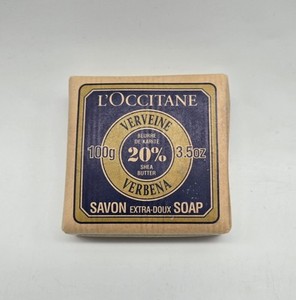 L'OCCITANE
VERVEINE
BEURRE
DE KARITÉ
100g 20% 3.5oz
SHEA
BUTTER
VERBENA
SAVON EXTRA-DOUX SOAP